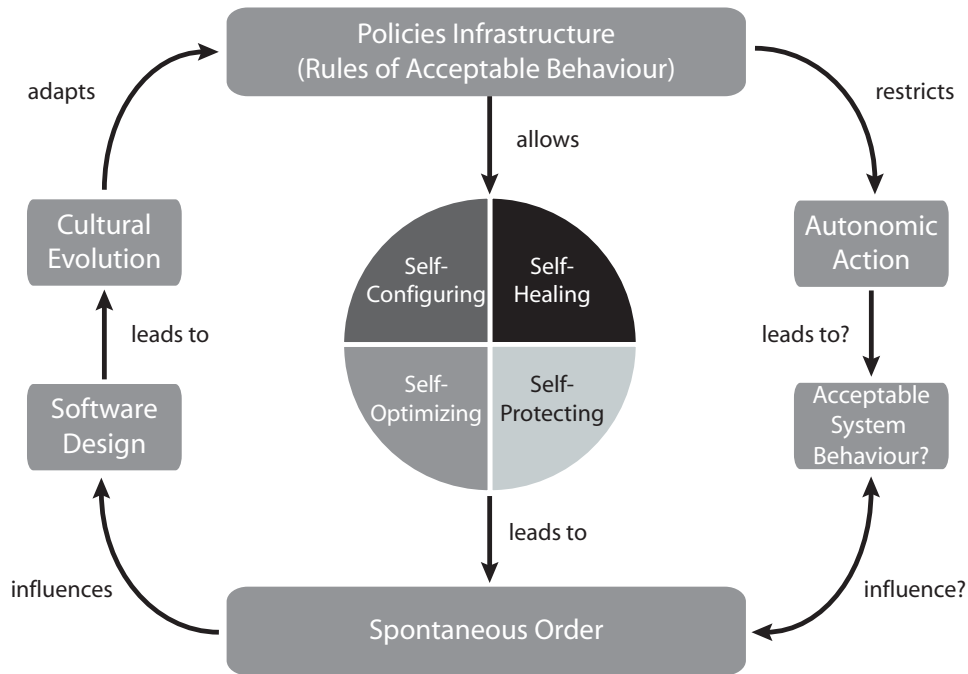 Policies Infrastructure
(Rules of Acceptable Behaviour)
adapts
restricts
allows
Cultural
Evolution
Autonomic
Action
Self-
Configuring
Self-
Healing
leads to
leads to?
Self-
Optimizing
Self-
Protecting
Software
Design
Acceptable
System
Behaviour?
leads to
influences
influence?
Spontaneous Order